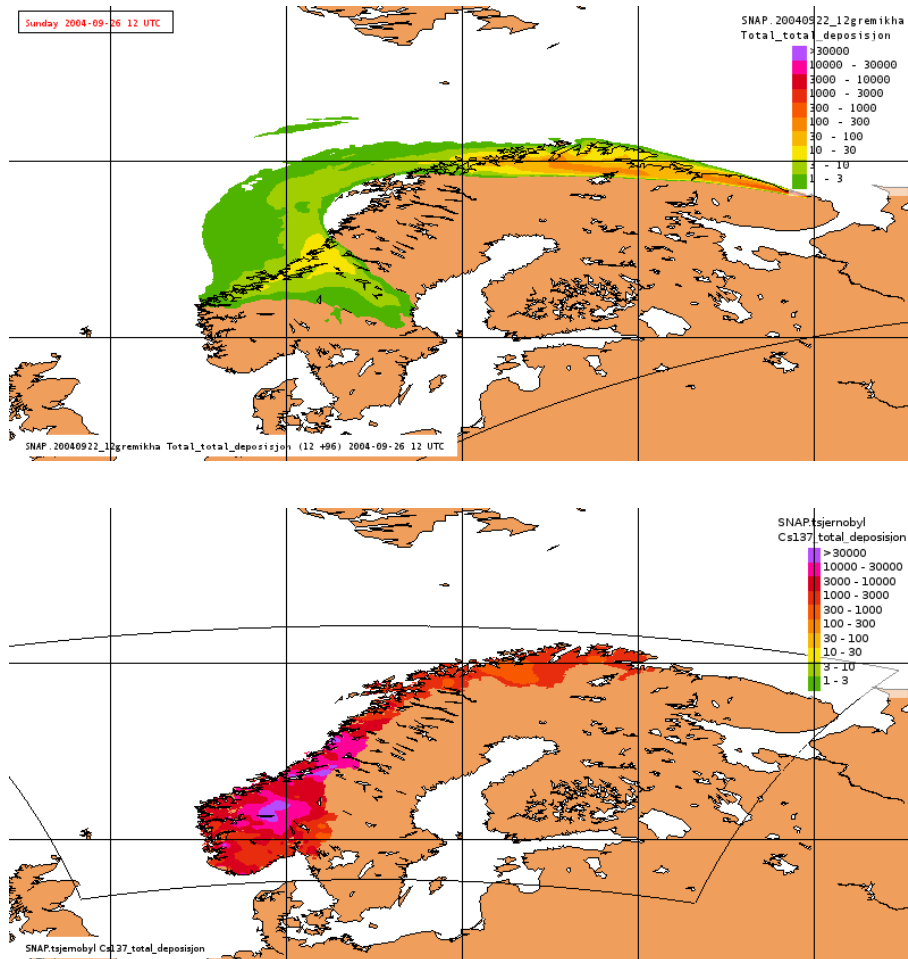 Sunday 2004-09-26 12 UTC
SNAP.20040922_12gremikha
Total_total_deposisjon
>30000
10000 - 30000
3000 - 10000
1000 - 3000
300 - 1000
100 - 300
30 - 100
10 - 30
3 - 10
1 - 3
SNAP.20040922_12gremikha Total_total_deposisjon (12 +96) 2004-09-26 12 UTC
SNAP.tsjernobyl
Cs137_total_deposisjon
>30000
10000 - 30000
3000 - 10000
1000 - 3000
300 - 1000
100 - 300
30 - 100
10 - 30
3 - 10
1 - 3
SNAP.tsjernobyl Cs137_total_deposisjon